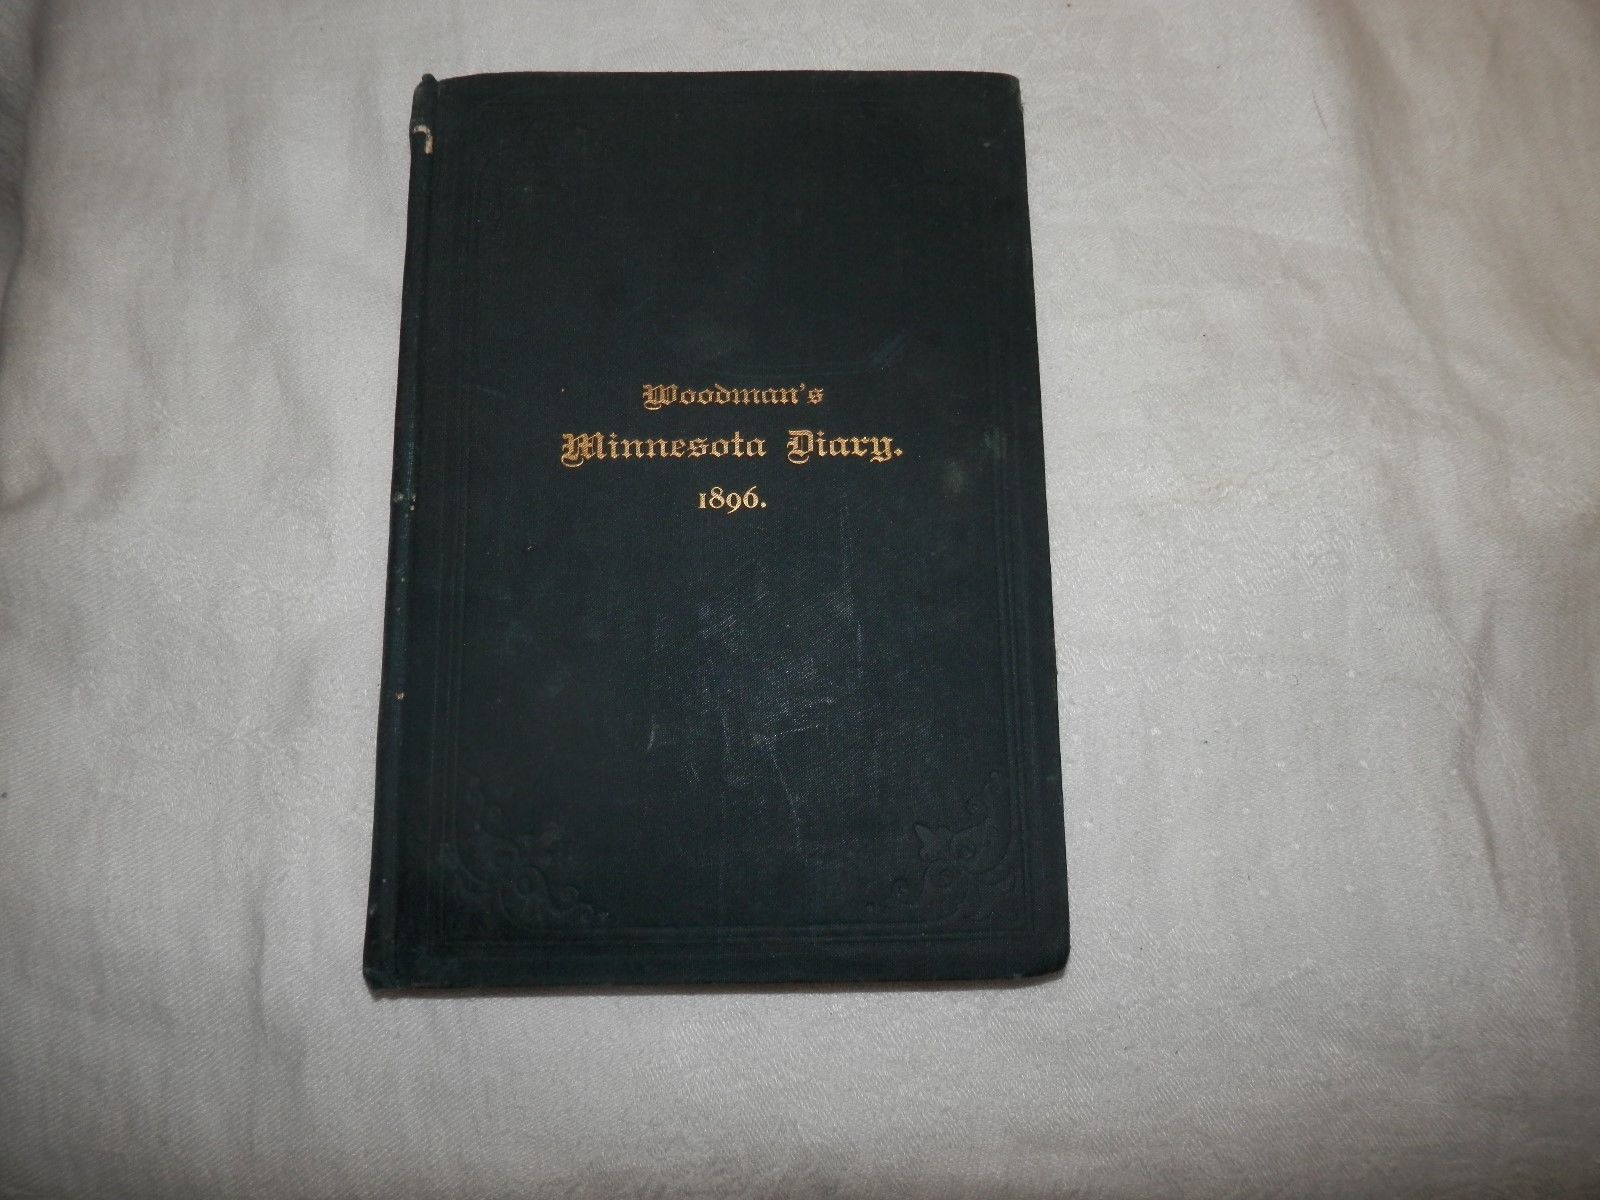 Woodman's
Minnesota Diary.
1896.